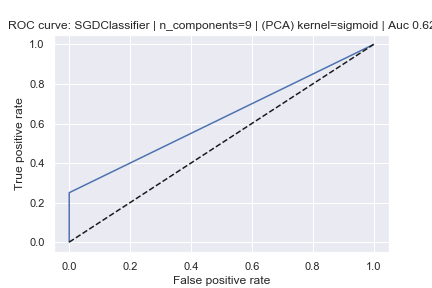 ROC curve: SGDClassifier | n_components=9 | (PCA) kernel=sigmoid | Auc 0.62
1.0
0.8
0.6
0.4
0.2
0.0
True positive rate
0.0 0.2 0.4 0.6 0.8 1.0
False positive rate